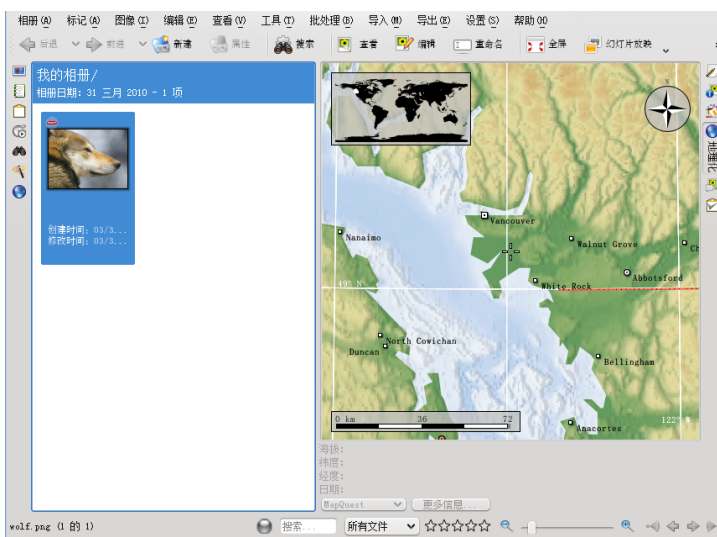 相册(A) 标记(A) 图像(I) 编辑(E) 查看(V) 工具(T) 批处理(B) 导入(M) 导出(E) 设置(S) 帮助(H)
后退 前进 新建 属性 搜索 查看 编辑 重命名 全屏 幻灯片放映
我的相册/
相册日期: 31 三月 2010 - 1 项
创建时间: 03/3...
修改时间: 03/3...
N
Vancouver
Nanaimo
Walnut Grove
Ch
Abbotsford
49° N
White Rock
North Cowichan
Duncan
Bellingham
0 km 36 72
122° W
Anacortes
地理化
海拔:
纬度:
经度:
日期:
MapQuest 更多信息...
wolf.png (1 的 1) 搜索... 所有文件